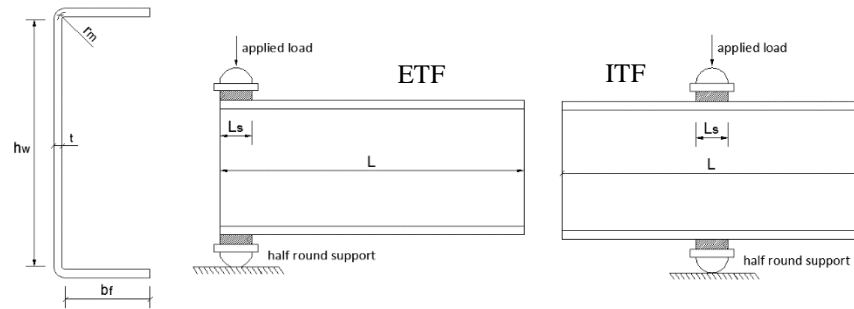 rm
hw
t
bf
applied load
ETF
Ls
L
half round support
ITF
applied load
Ls
L
half round support